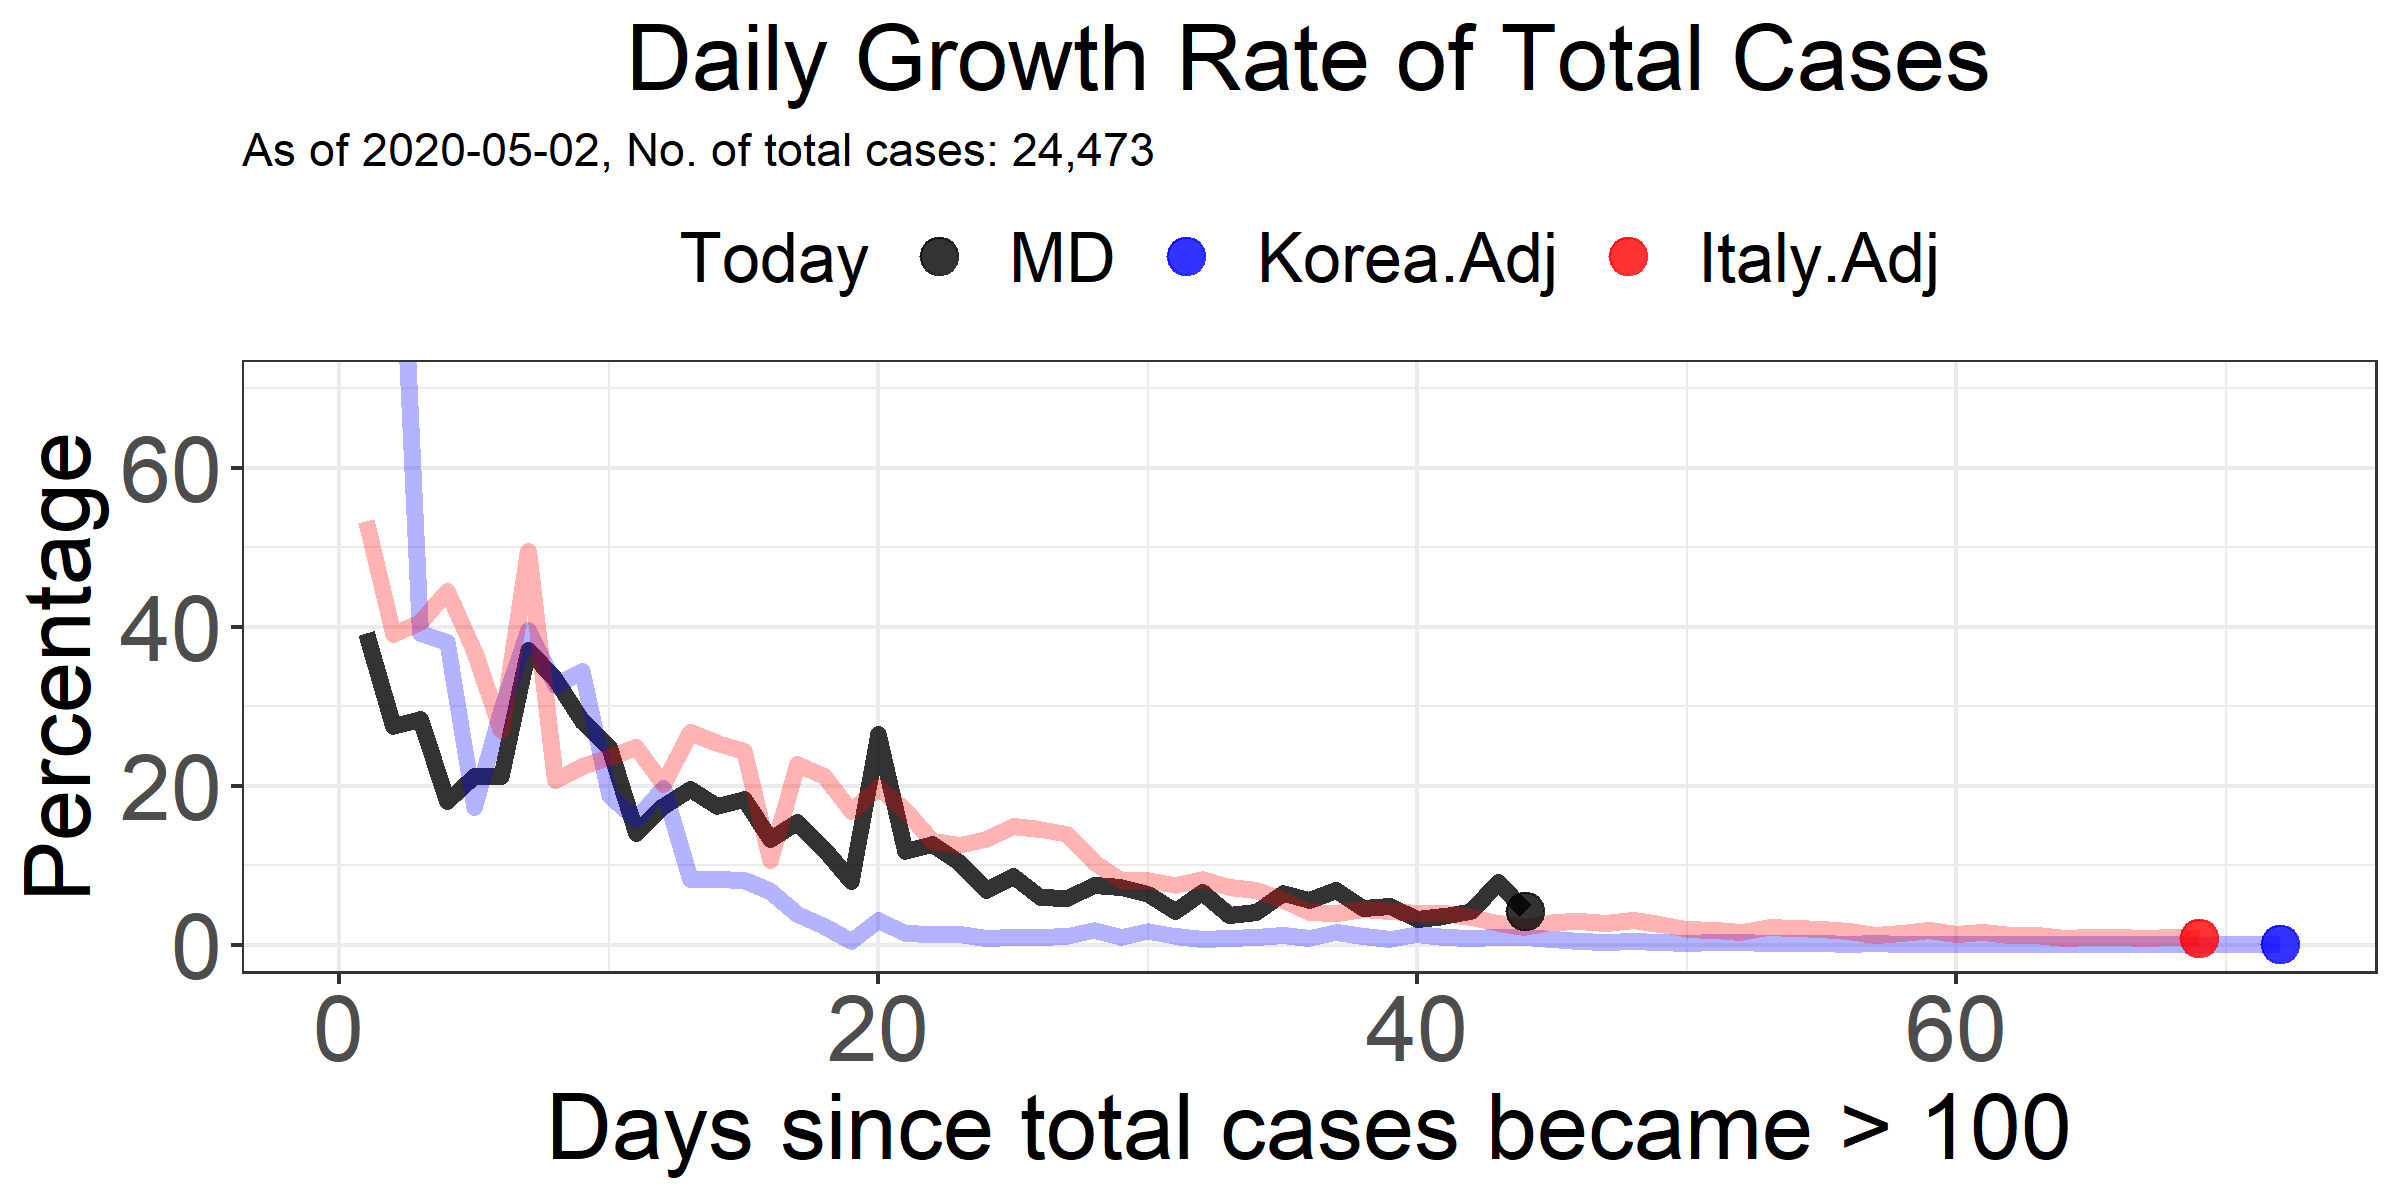 Daily Growth Rate of Total Cases
As of 2020-05-02, No. of total cases: 24,473
Today MD Korea.Adj Italy.Adj
Percentage
60
40
20
0
0 20 40 60
Days since total cases became > 100